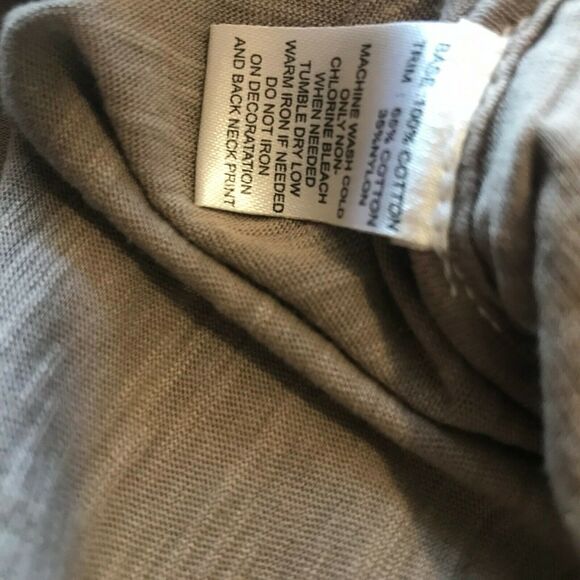 BASE : 100% COTTON
TRIM : 65% COTTON
35% NYLON
MACHINE WASH COLD
ONLY NON-
CHLORINE BLEACH
WHEN NEEDED
TUMBLE DRY LOW
WARM IRON IF NEEDED
DO NOT IRON
ON DECORATATION
AND BACK NECK PRINT